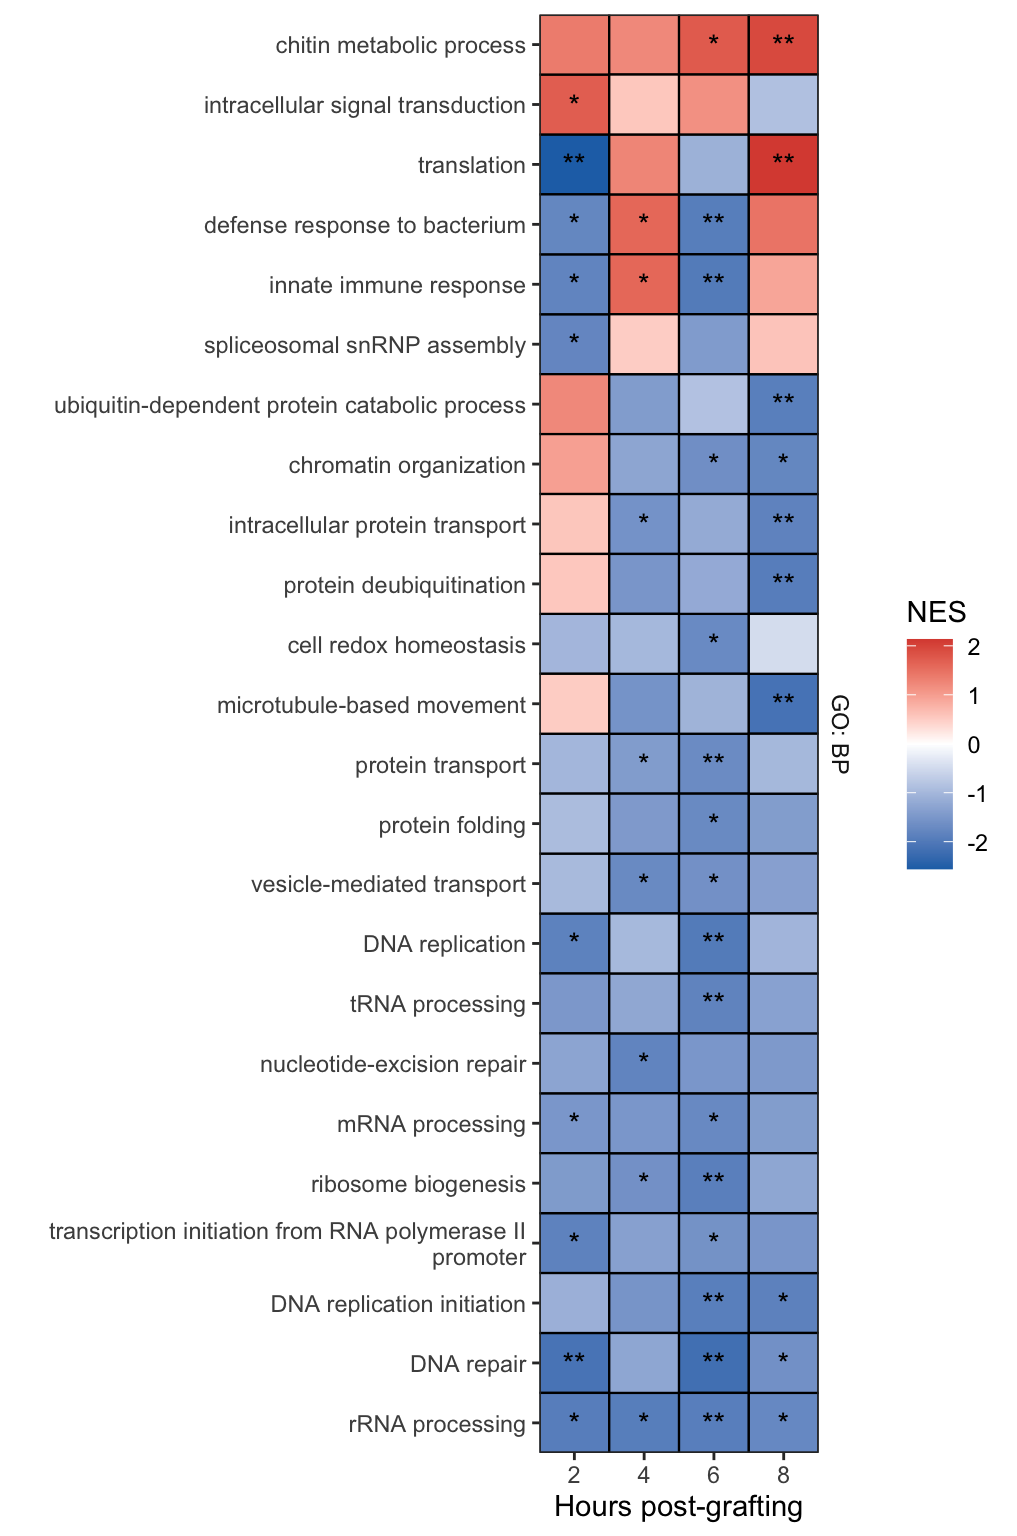 chitin metabolic process * **
intracellular signal transduction *
translation ** **
defense response to bacterium * * **
innate immune response * * **
spliceosomal snRNP assembly *
ubiquitin-dependent protein catabolic process **
chromatin organization * *
intracellular protein transport * **
protein deubiquitination **
cell redox homeostasis *
microtubule-based movement **
protein transport * **
protein folding *
vesicle-mediated transport * *
DNA replication * **
tRNA processing **
nucleotide-excision repair *
mRNA processing * *
ribosome biogenesis * **
transcription initiation from RNA polymerase II
promoter * *
DNA replication initiation ** *
DNA repair ** ** *
rRNA processing * * ** *
2 4 6 8
Hours post-grafting
GO: BP
NES
2
1
0
-1
-2